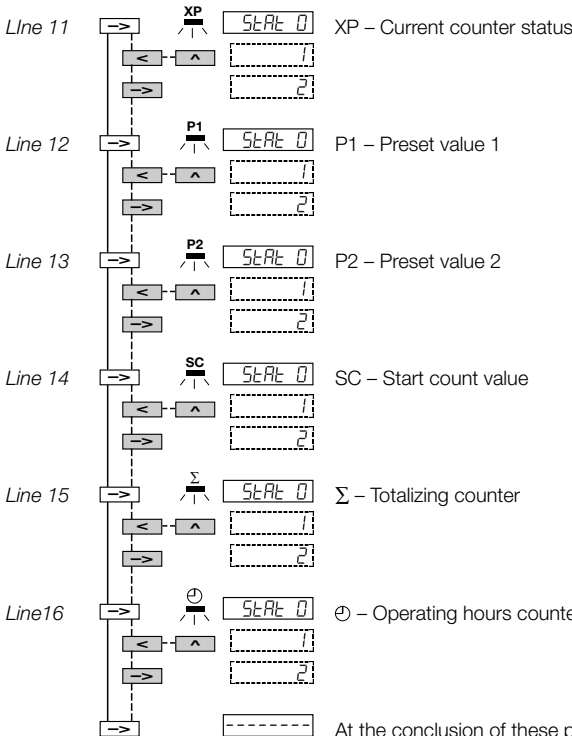 LIne 11 –> XP StAt 0 XP – Current counter status
< ^ 1
–> 2
Line 12 –> P1 StAt 0 P1 – Preset value 1
< ^ 1
–> 2
Line 13 –> P2 StAt 0 P2 – Preset value 2
< ^ 1
–> 2
Line 14 –> SC StAt 0 SC – Start count value
< ^ 1
–> 2
Line 15 –> Σ StAt 0 Σ – Totalizing counter
< ^ 1
–> 2
Line16 –> StAt 0 – Operating hours
< ^ 1
–> 2
–> -------- At the conclusion of these